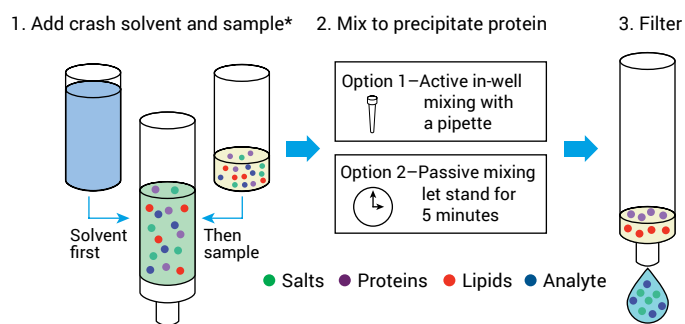 1. Add crash solvent and sample*
2. Mix to precipitate protein
3. Filter
Option 1–Active in-well
mixing with
a pipette
Option 2–Passive mixing
let stand for
5 minutes
Solvent
first
Then
sample
Salts
Proteins
Lipids
Analyte